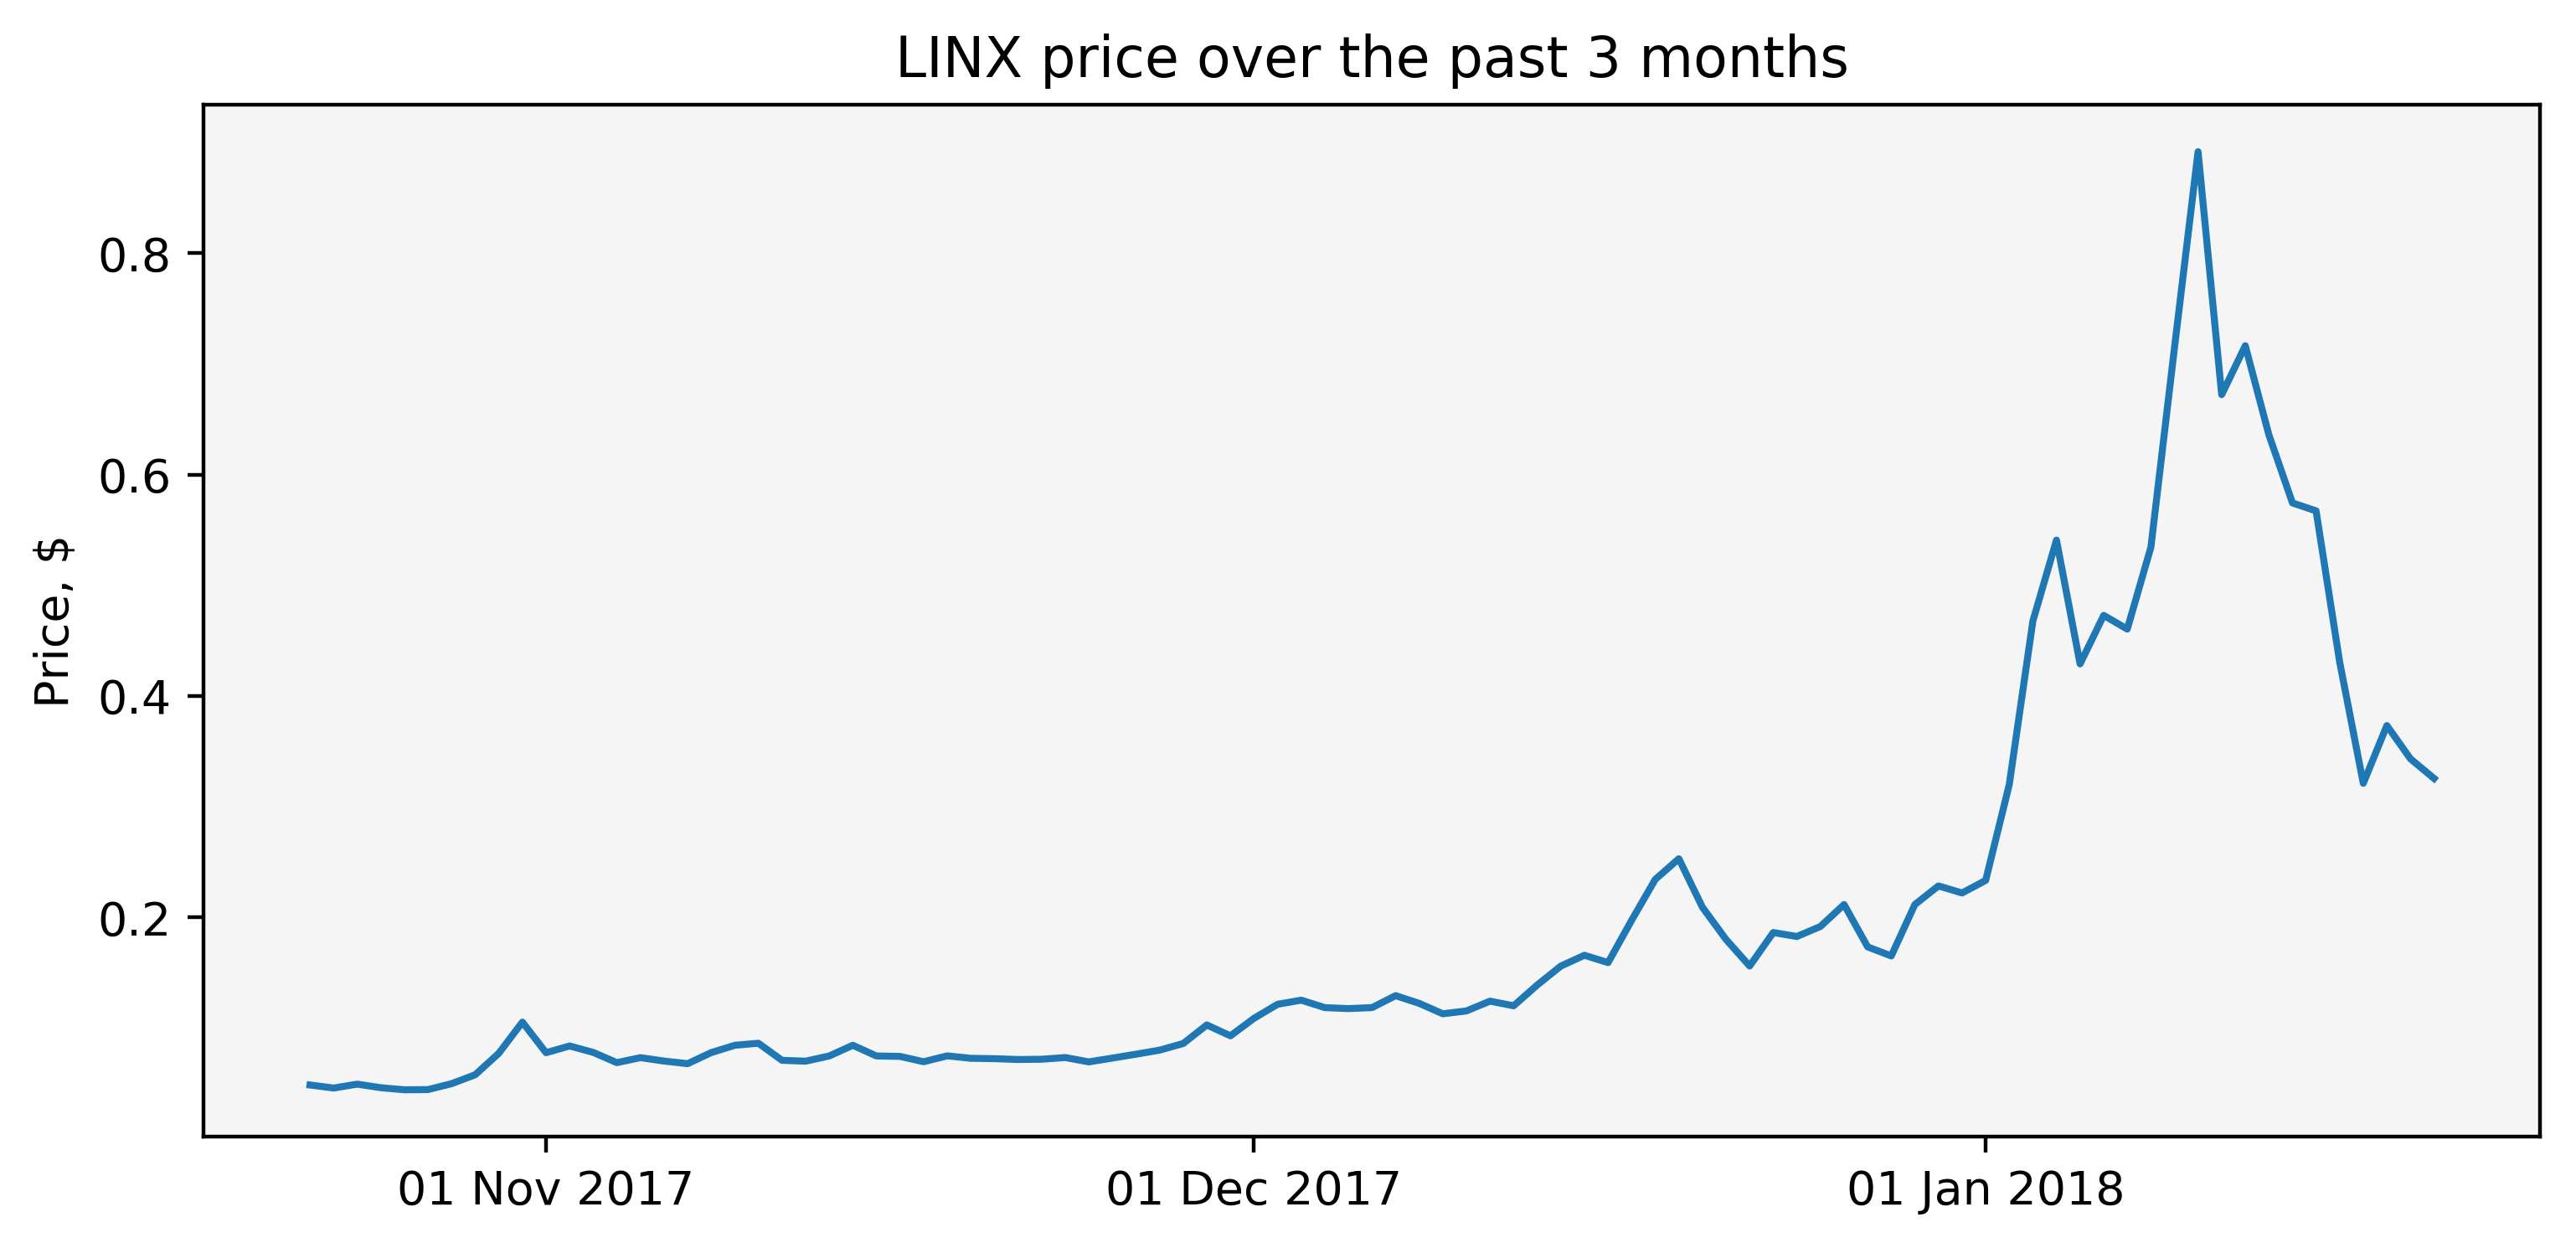 LINX price over the past 3 months
Price, $
0.8
0.6
0.4
0.2
01 Nov 2017
01 Dec 2017
01 Jan 2018